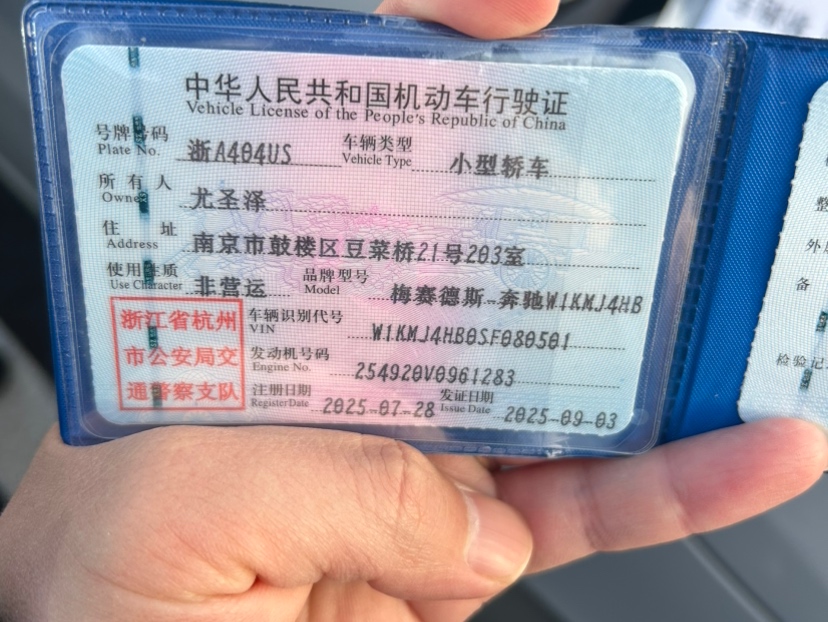 中华人民共和国机动车行驶证
Vehicle License of the People's Republic of China
号牌号码 浙A404US 车辆类型 小型轿车
Plate No. Vehicle Type
所有人 尤圣泽
Owner
住址 南京市鼓楼区豆菜桥21号203室
Address
使用性质 非营运 品牌型号 梅赛德斯-奔驰W1KMJ4HB
Use Character Model
浙江省杭州
市公安局交
通警察支队
车辆识别代号 W1KMJ4HB0SF080501
VIN
发动机号码 254920V0961283
Engine No.
注册日期 2025-07-28 发证日期 2025-09-03
Register Date Issue Date
备
检验记